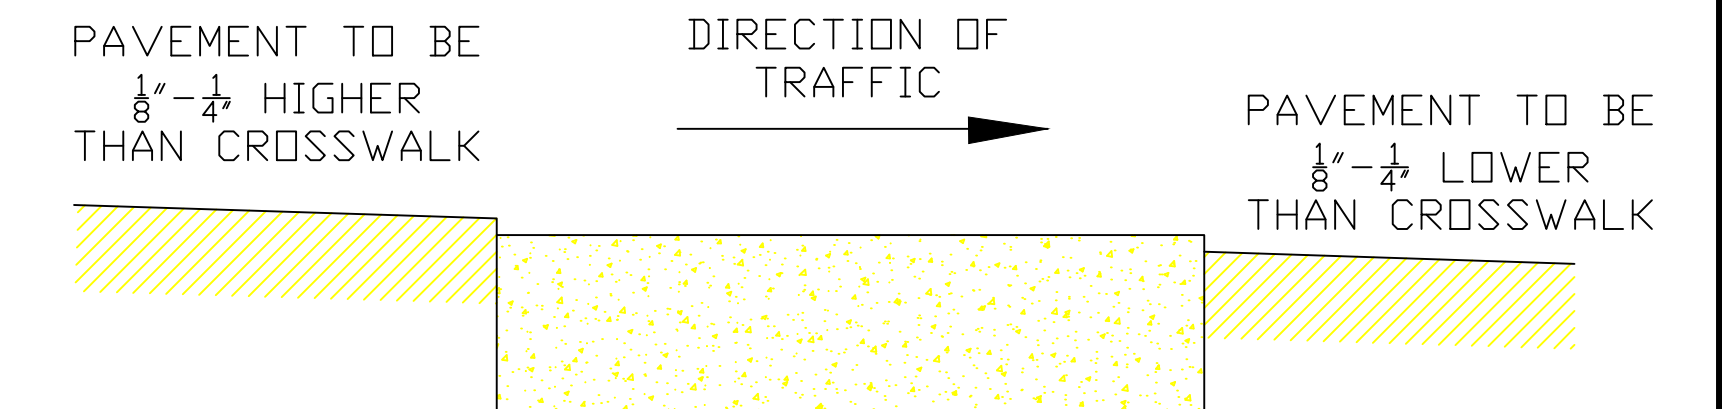 PAVEMENT TO BE
1/8"-1/4" HIGHER
THAN CROSSWALK
DIRECTION OF
TRAFFIC
PAVEMENT TO BE
1/8"-1/4" LOWER
THAN CROSSWALK